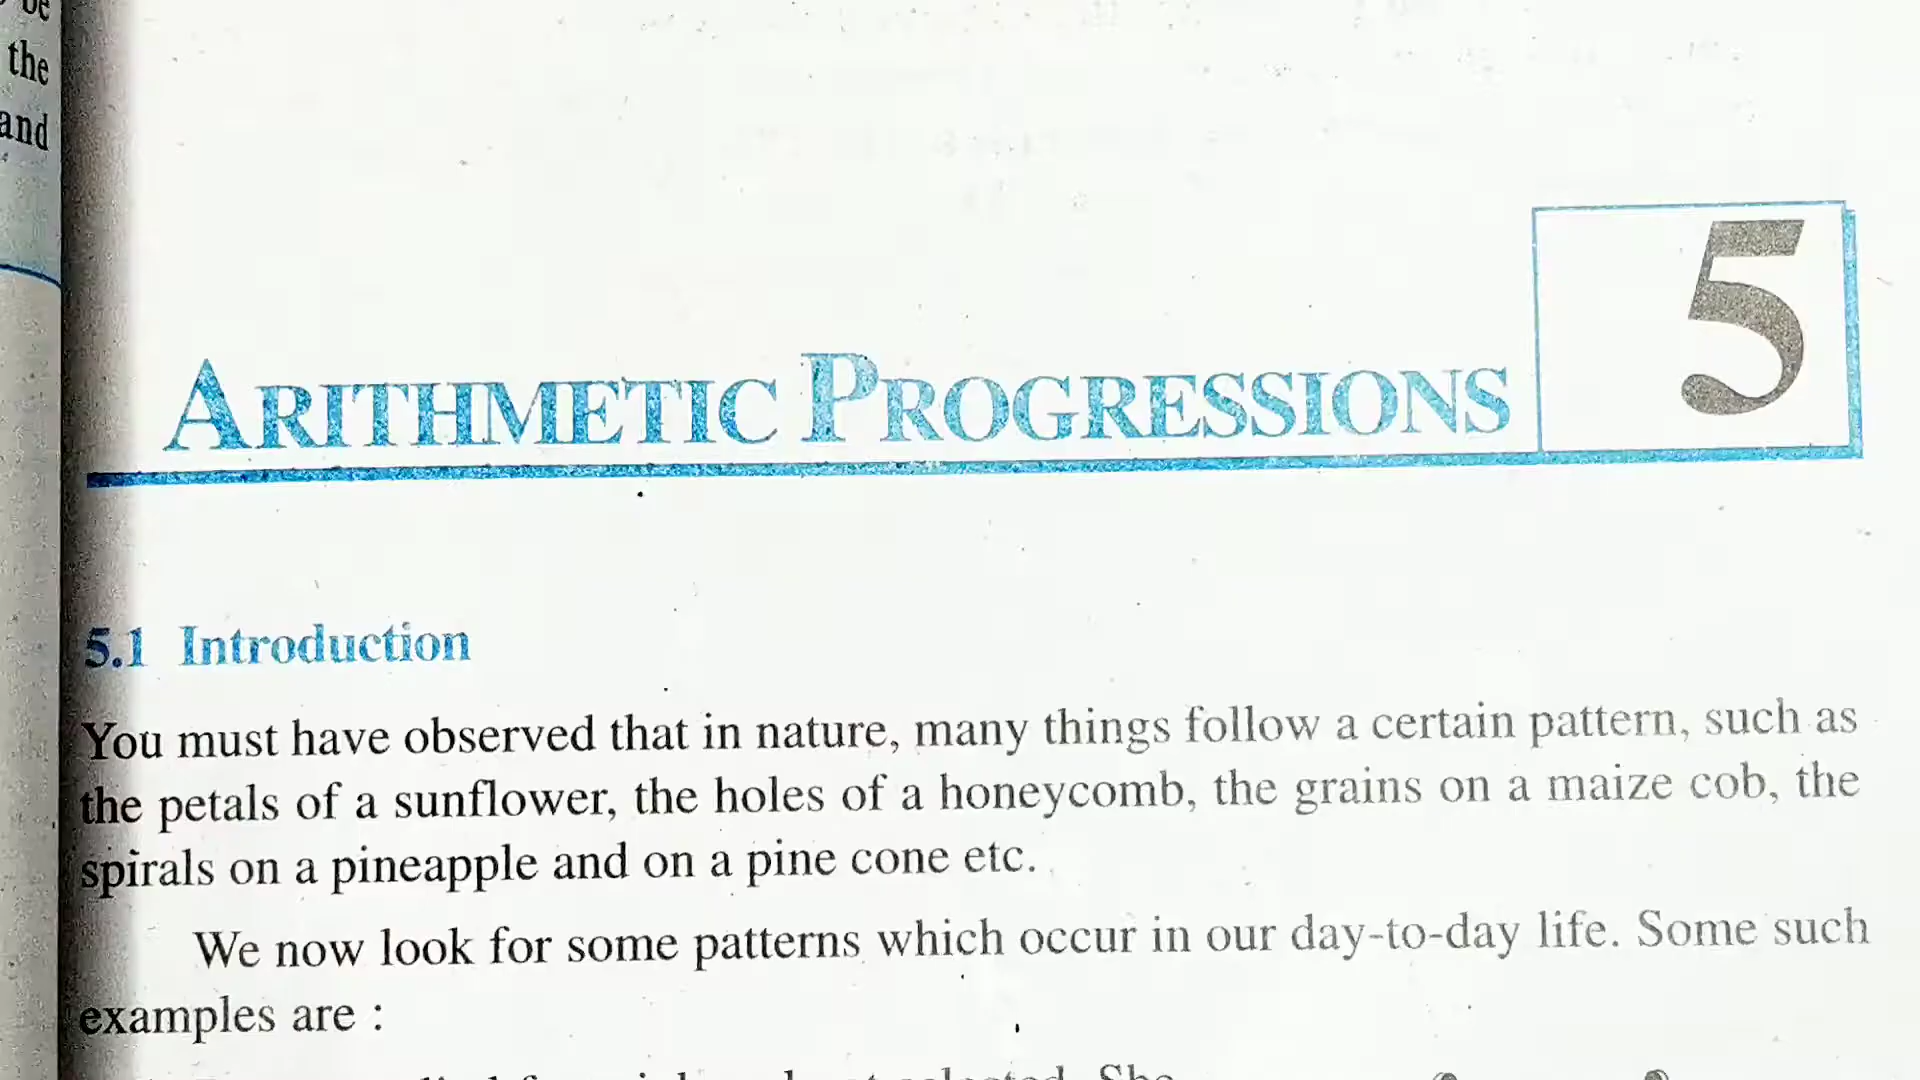 the
and
ARITHMETIC PROGRESSIONS 5
5.1 Introduction
You must have observed that in nature, many things follow a certain pattern, such as
the petals of a sunflower, the holes of a honeycomb, the grains on a maize cob, the
spirals on a pineapple and on a pine cone etc.
We now look for some patterns which occur in our day-to-day life. Some such
examples are :